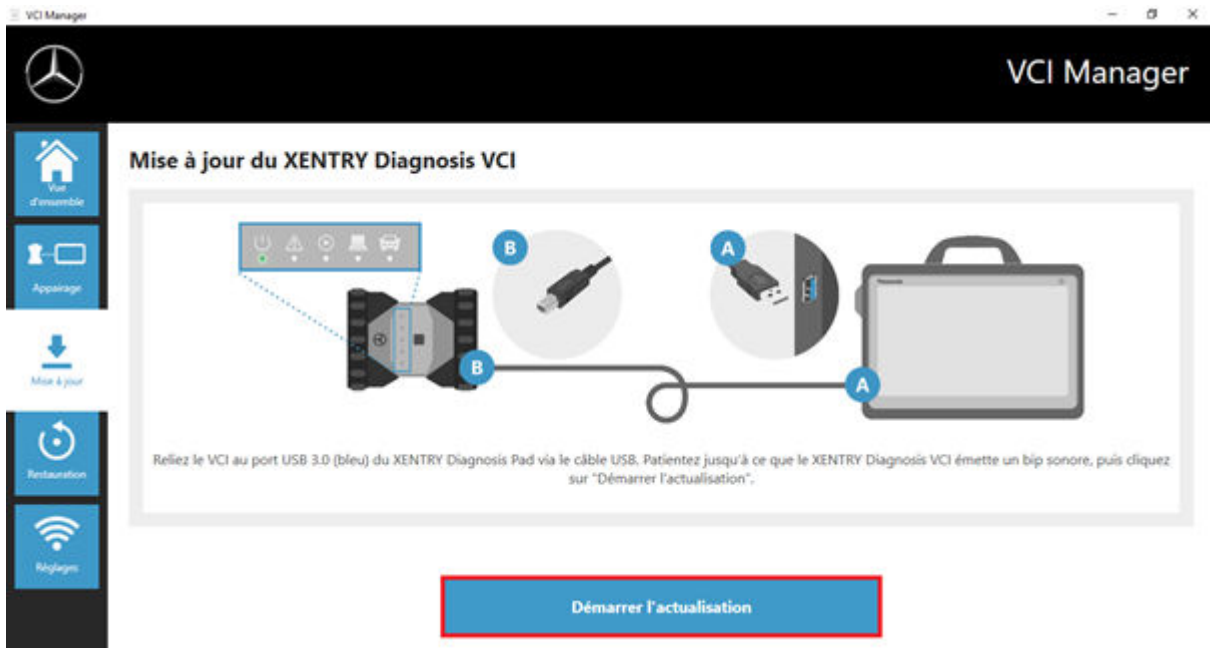 VCI Manager
VCI Manager
Vue
d'ensemble
Appairage
Mise à jour
Restauration
Réglages
Mise à jour du XENTRY Diagnosis VCI
B
A
B
A
Reliez le VCI au port USB 3.0 (bleu) du XENTRY Diagnosis Pad via le câble USB. Patientez jusqu'à ce que le XENTRY Diagnosis VCI émette un bip sonore, puis cliquez
sur "Démarrer l'actualisation".
Démarrer l'actualisation